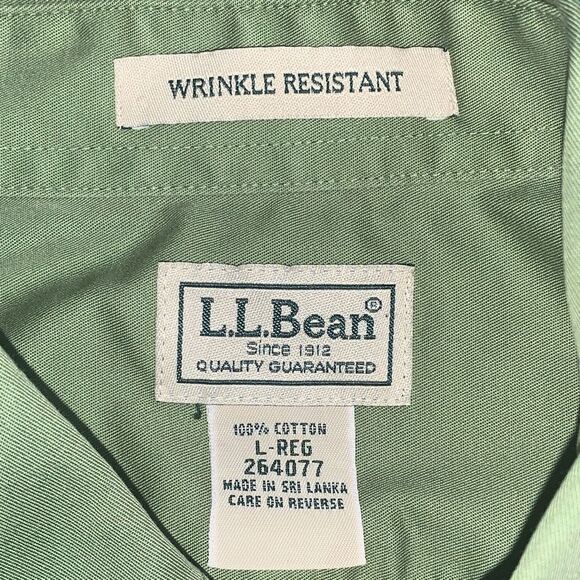 WRINKLE RESISTANT
L.L.Bean®
Since 1912
QUALITY GUARANTEED
100% COTTON
L-REG
264077
MADE IN SRI LANKA
CARE ON REVERSE